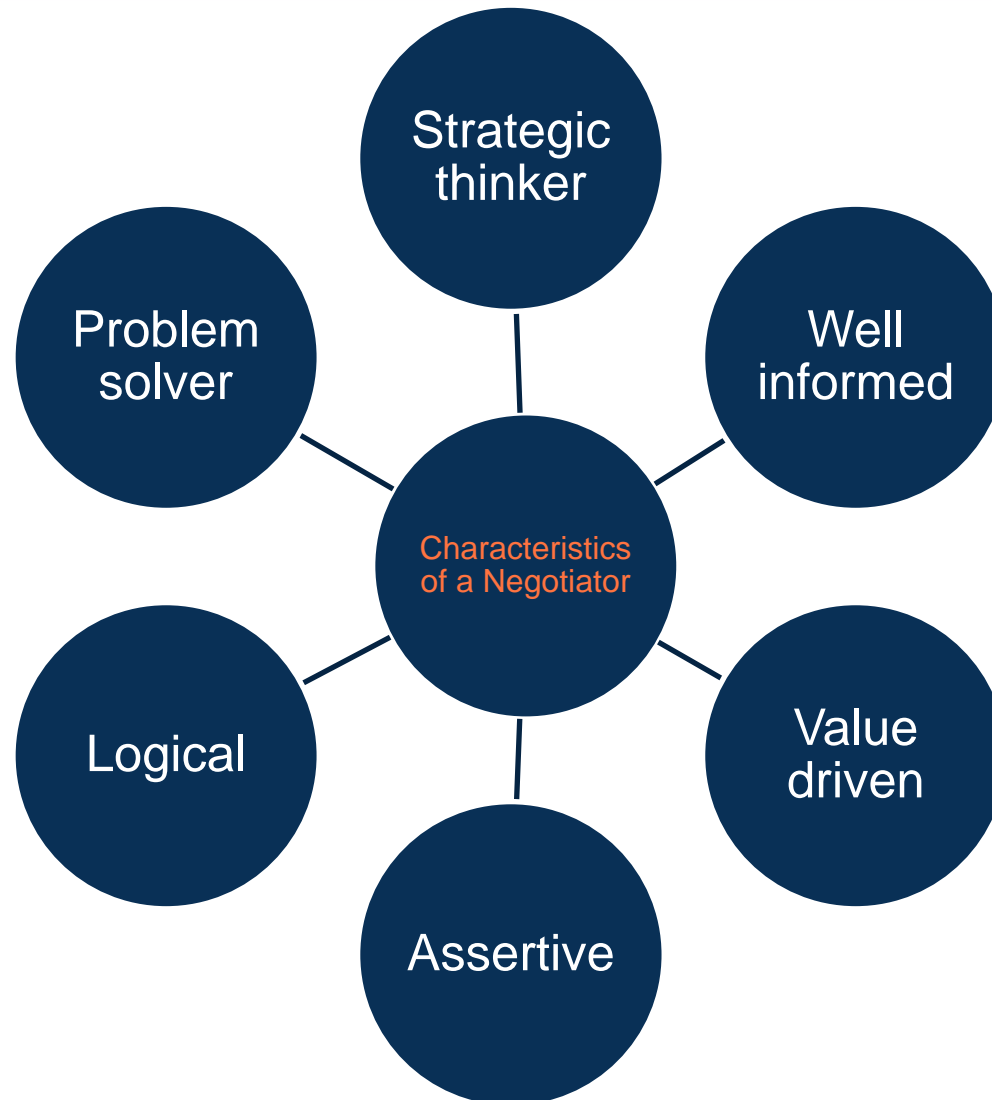 Strategic
thinker
Problem
solver
Well
informed
Characteristics
of a Negotiator
Logical
Value
driven
Assertive